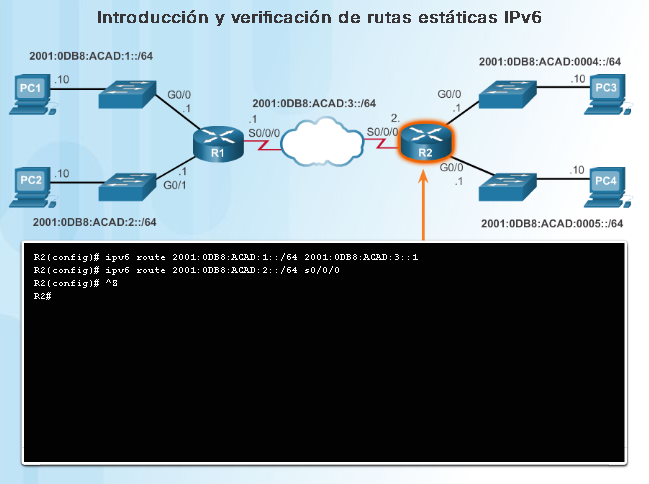 Introducción y verificación de rutas estáticas IPv6
2001:0DB8:ACAD:1::/64
PC1
.10
G0/0
.1
2001:0DB8:ACAD:3::/64
.1
S0/0/0
R1
PC2
.10
.1
G0/1
2001:0DB8:ACAD:2::/64
2001:0DB8:ACAD:0004::/64
.10
PC3
G0/0
.1
2.
S0/0/0
R2
G0/0
.1
.10
PC4
2001:0DB8:ACAD:0005::/64
R2(config)# ipv6 route 2001:0DB8:ACAD:1::/64 2001:0DB8:ACAD:3::1
R2(config)# ipv6 route 2001:0DB8:ACAD:2::/64 s0/0/0
R2(config)# ^Z
R2#